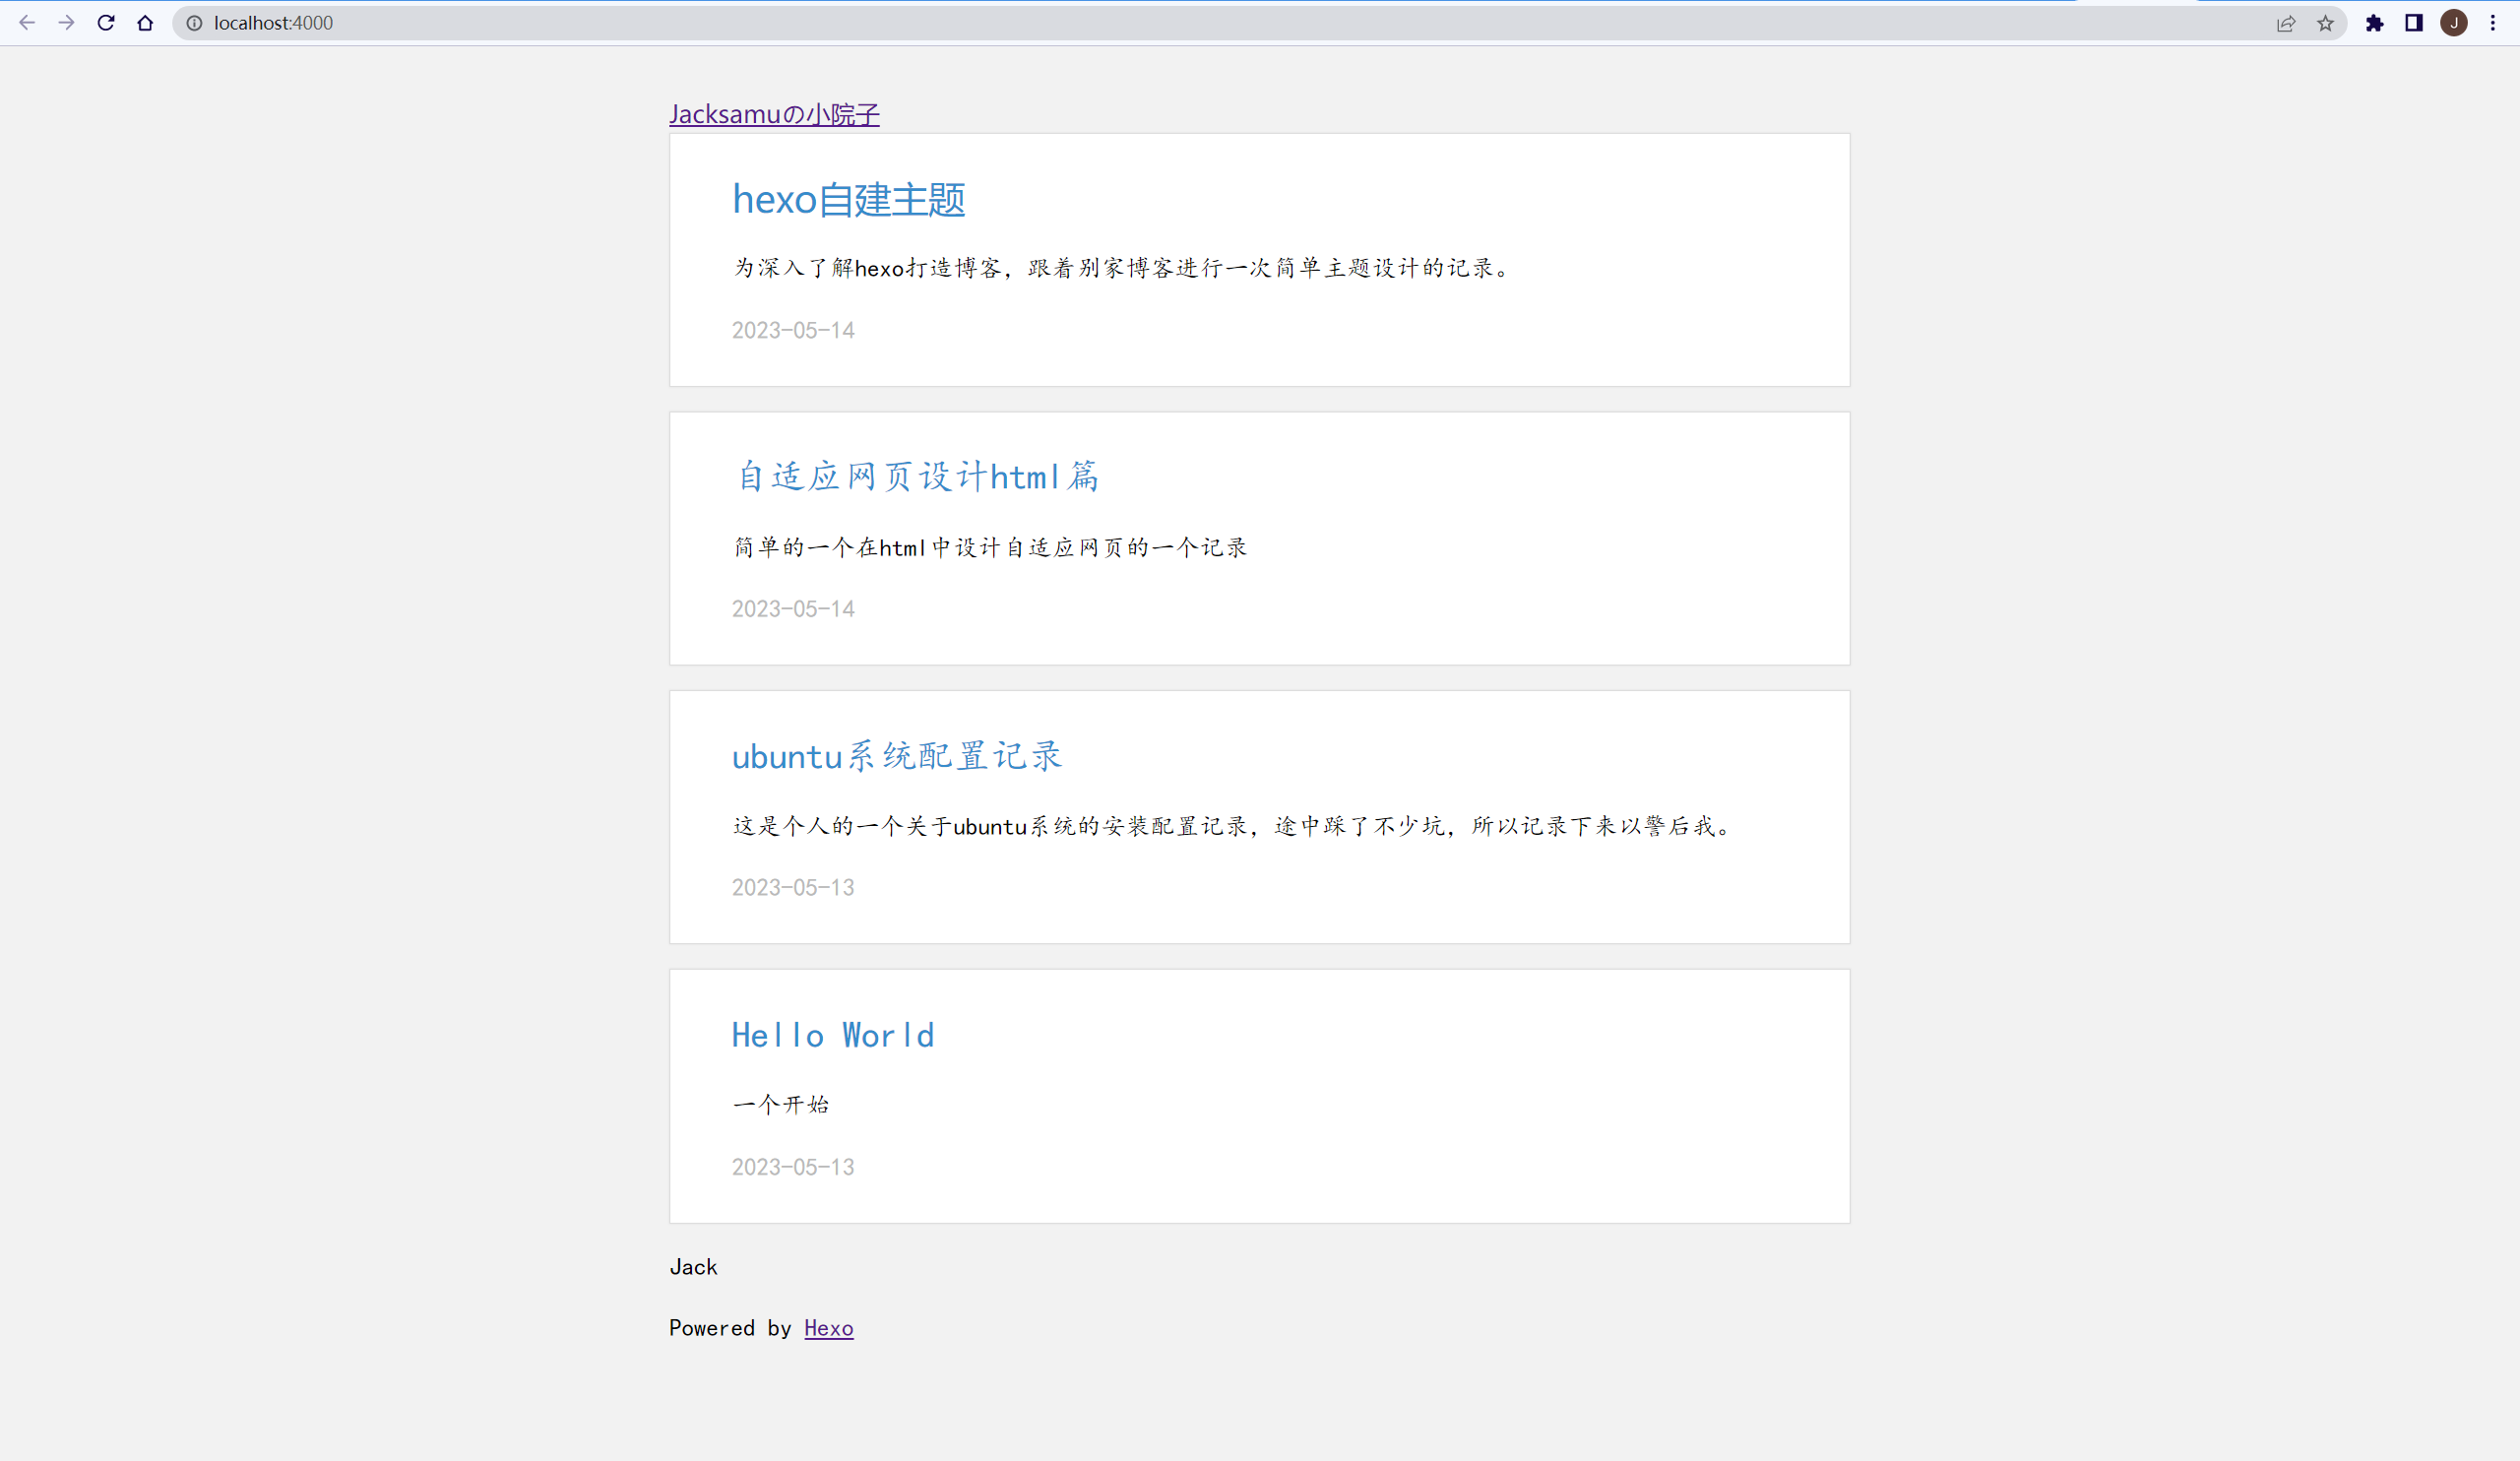 localhost:4000
J
Jacksamuの小院子
hexo自建主题
为深入了解hexo打造博客，跟着别家博客进行一次简单主题设计的记录。
2023-05-14
自适应网页设计html篇
简单的一个在html中设计自适应网页的一个记录
2023-05-14
ubuntu系统配置记录
这是个人的一个关于ubuntu系统的安装配置记录，途中踩了不少坑，所以记录下来以警后我。
2023-05-13
Hello World
一个开始
2023-05-13
Jack
Powered by Hexo